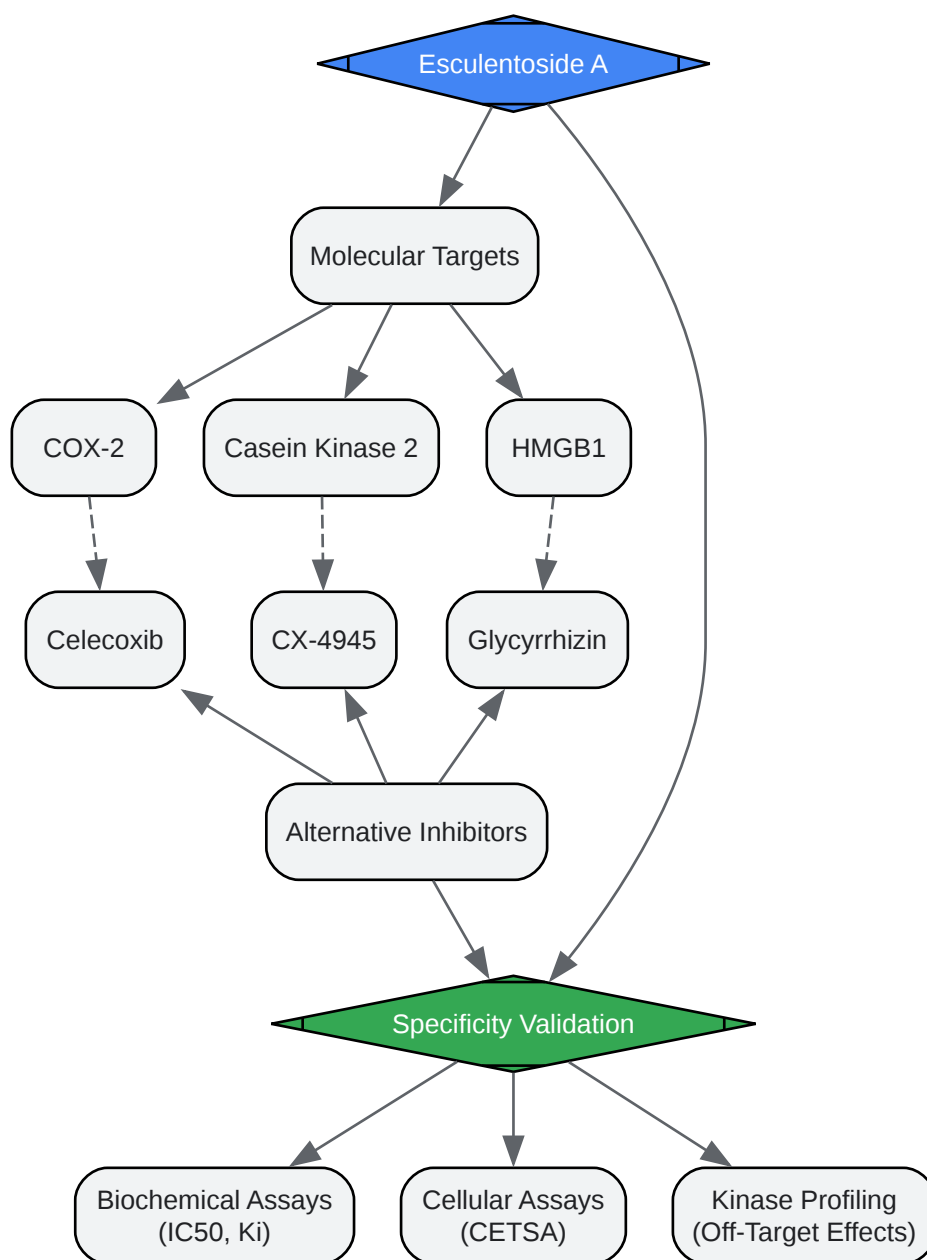 Esculentoside A
Molecular Targets
COX-2
Casein Kinase 2
HMGB1
Celecoxib
CX-4945
Glycyrrhizin
Alternative Inhibitors
Specificity Validation
Biochemical Assays
(IC50, Ki)
Cellular Assays
(CETSA)
Kinase Profiling
(Off-Target Effects)